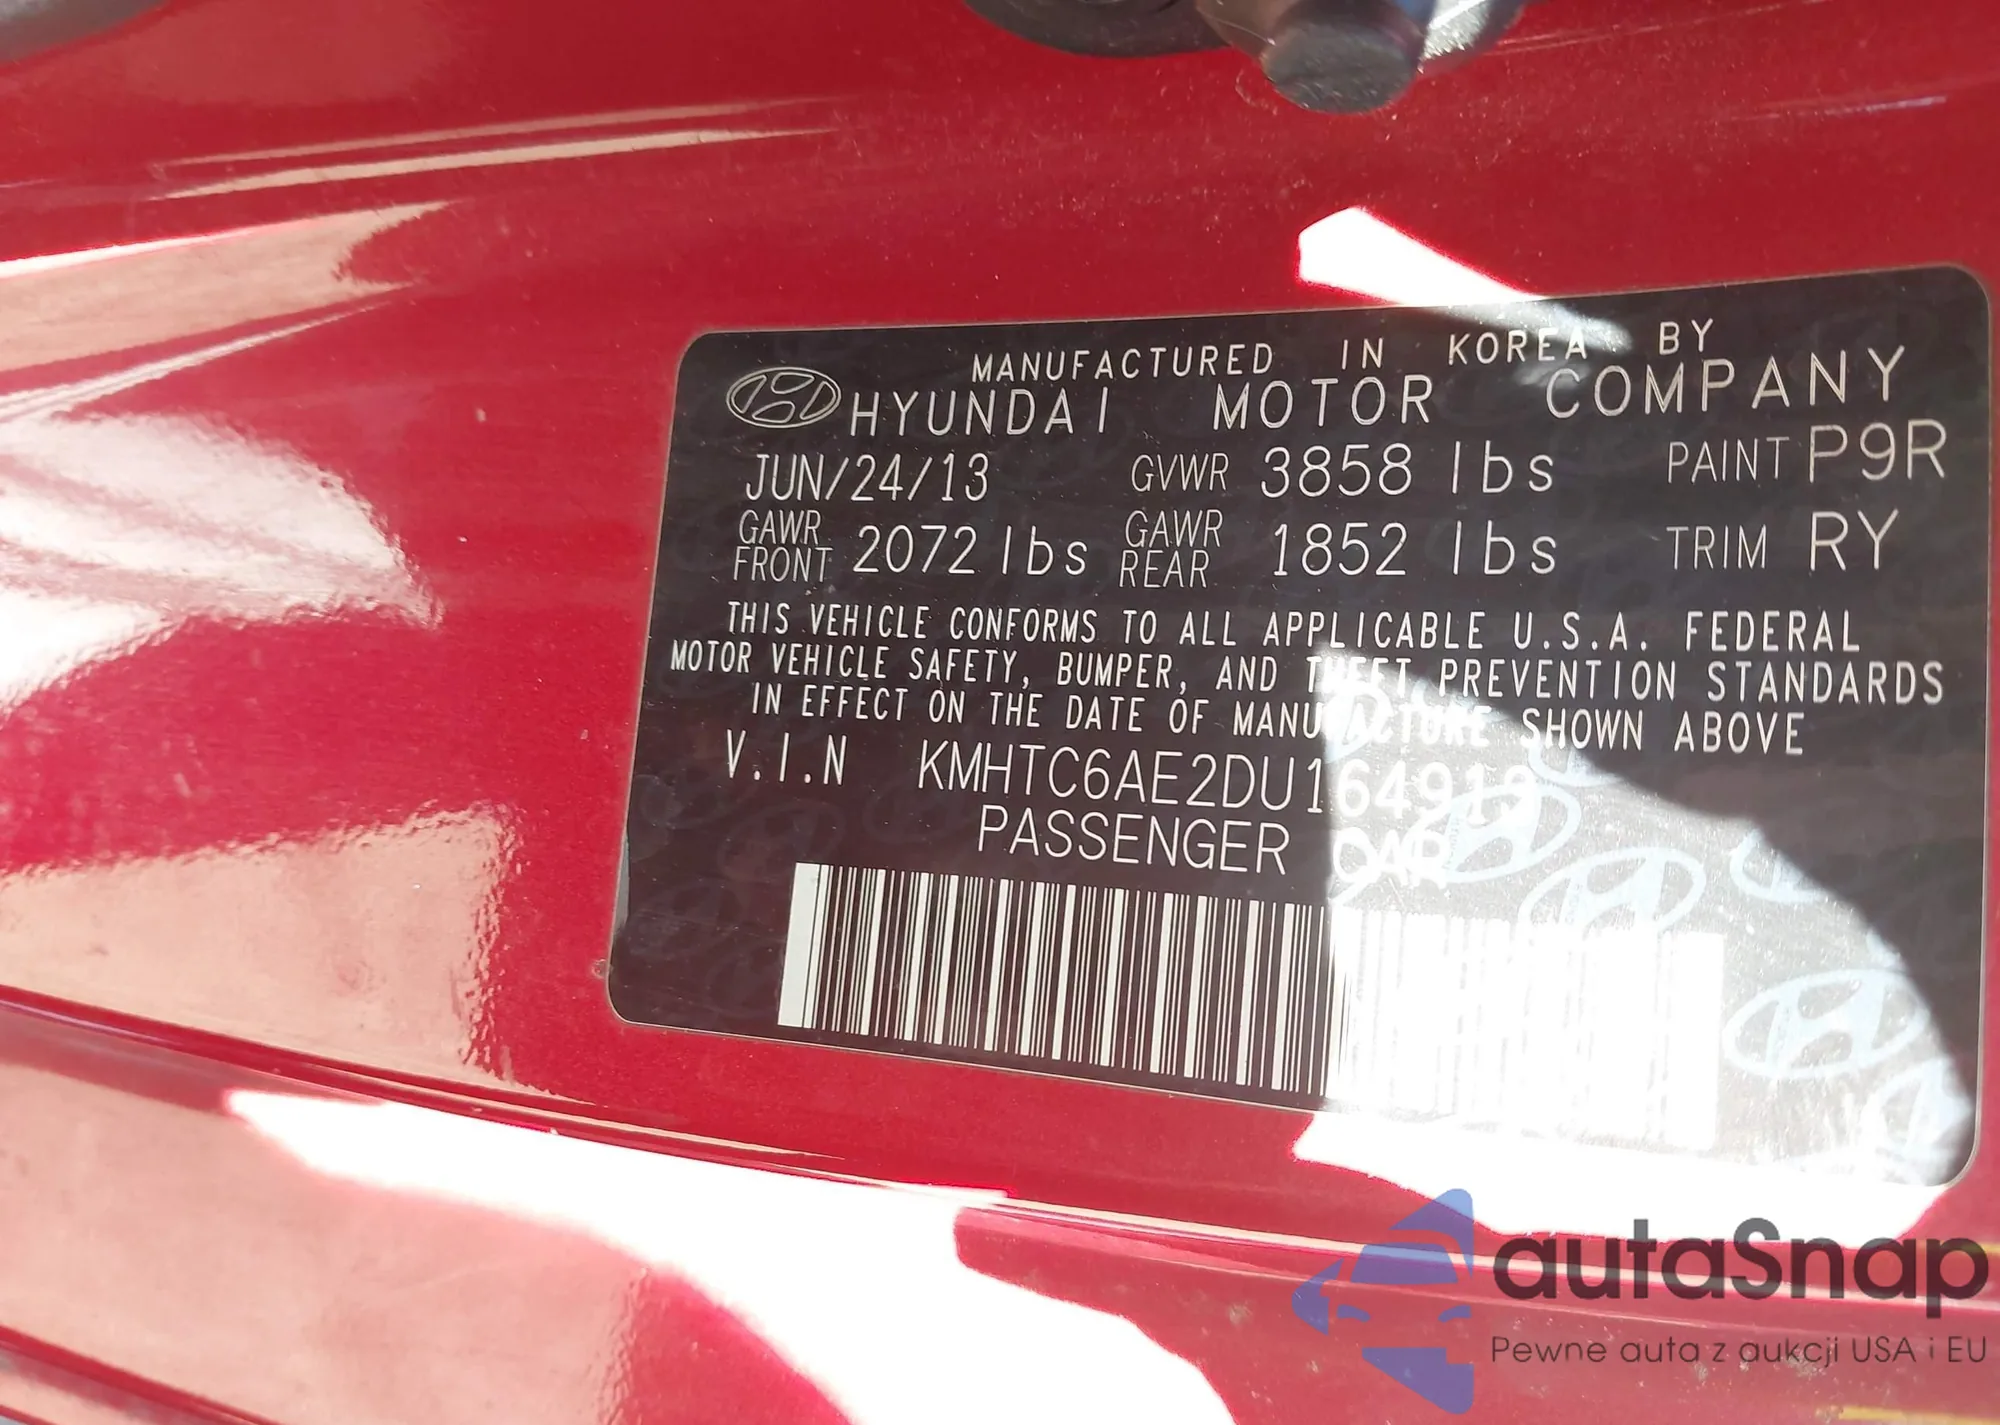 MANUFACTURED IN KOREA BY
HYUNDAI MOTOR COMPANY
JUN/24/13 GVWR 3858 lbs PAINT P9R
GAWR FRONT 2072 lbs GAWR REAR 1852 lbs TRIM RY
THIS VEHICLE CONFORMS TO ALL APPLICABLE U.S.A. FEDERAL
MOTOR VEHICLE SAFETY, BUMPER, AND THEFT PREVENTION STANDARDS
IN EFFECT ON THE DATE OF MANUFACTURE SHOWN ABOVE
V.I.N KMHTC6AE2DU164919
PASSENGER CAR
autaSnap
Pewne auta z aukcji USA i EU